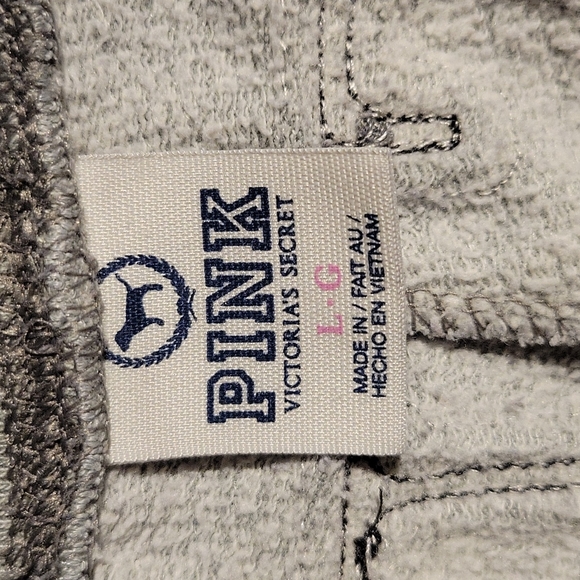 PINK
VICTORIA'S SECRET
L·G
MADE IN / FAIT AU /
HECHO EN VIETNAM